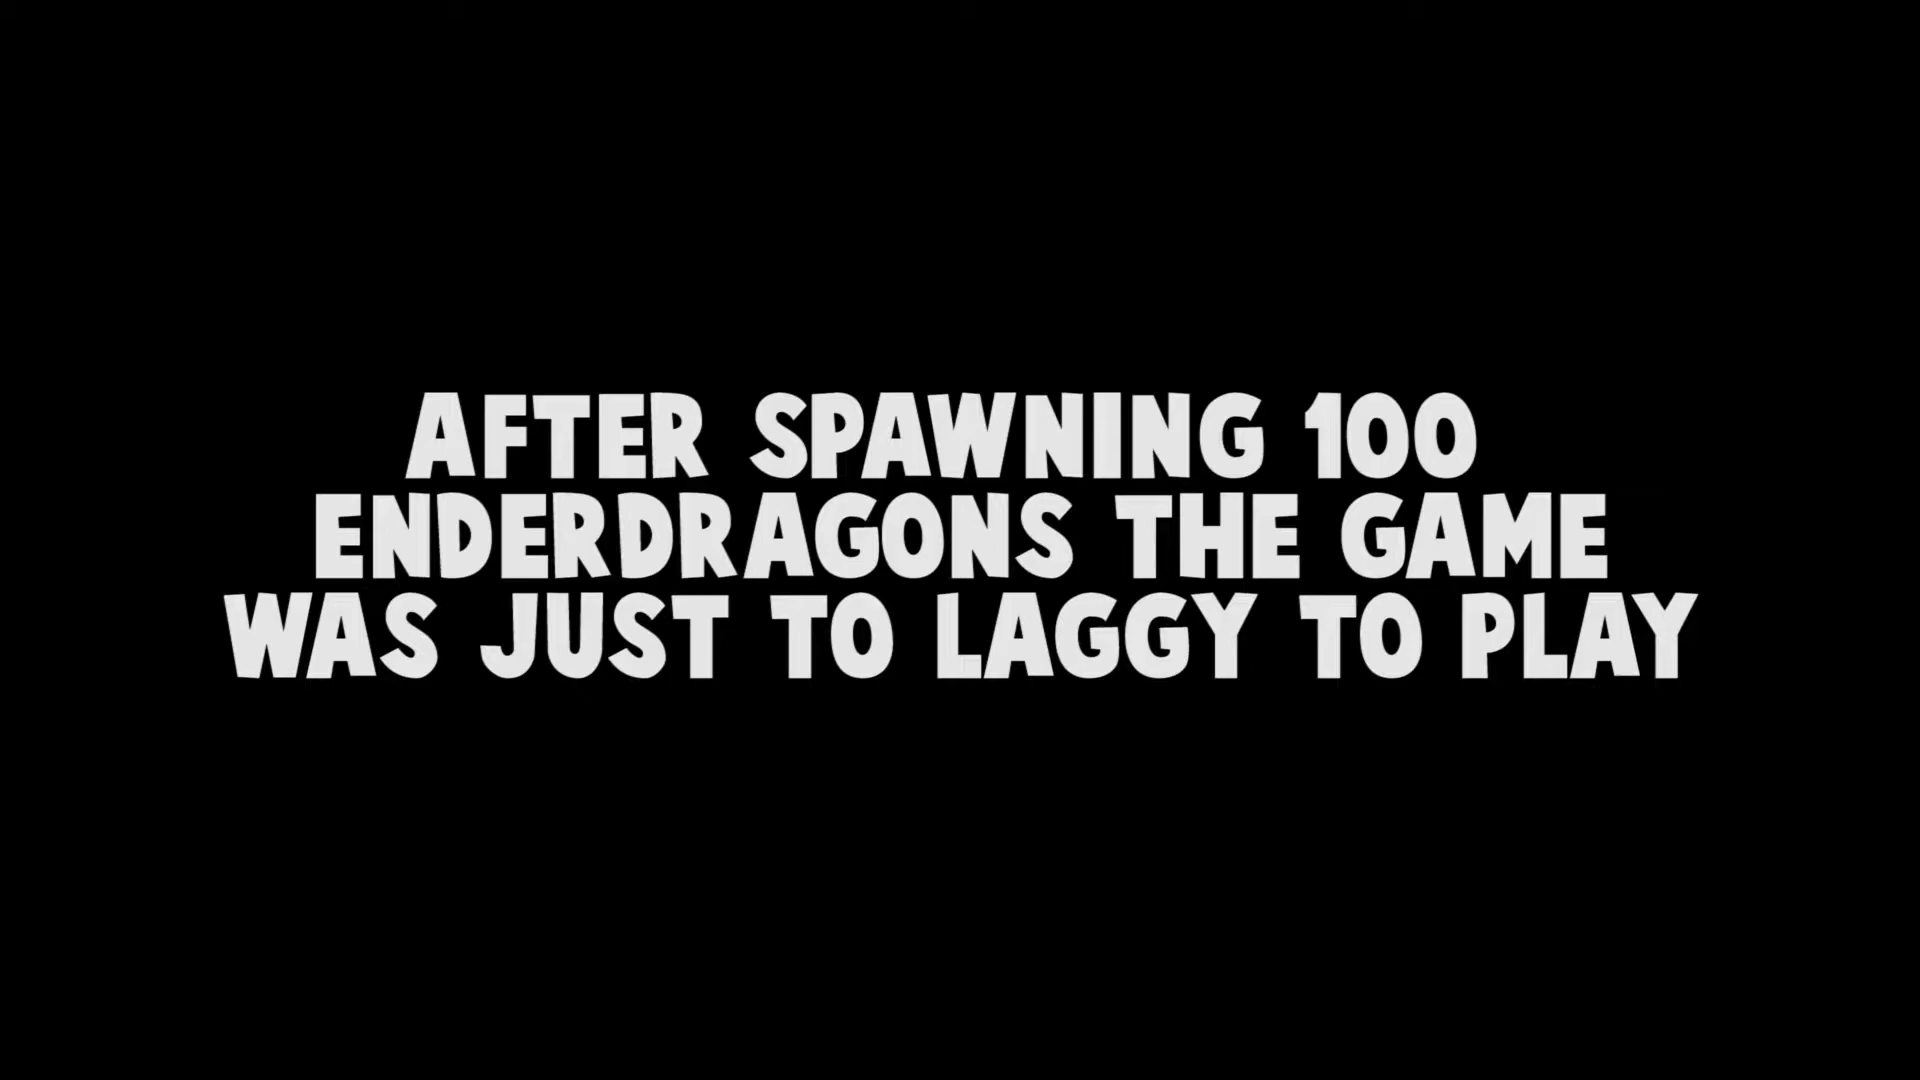 AFTER SPAWNING 100
ENDERDRAGONS THE GAME
WAS JUST TO LAGGY TO PLAY